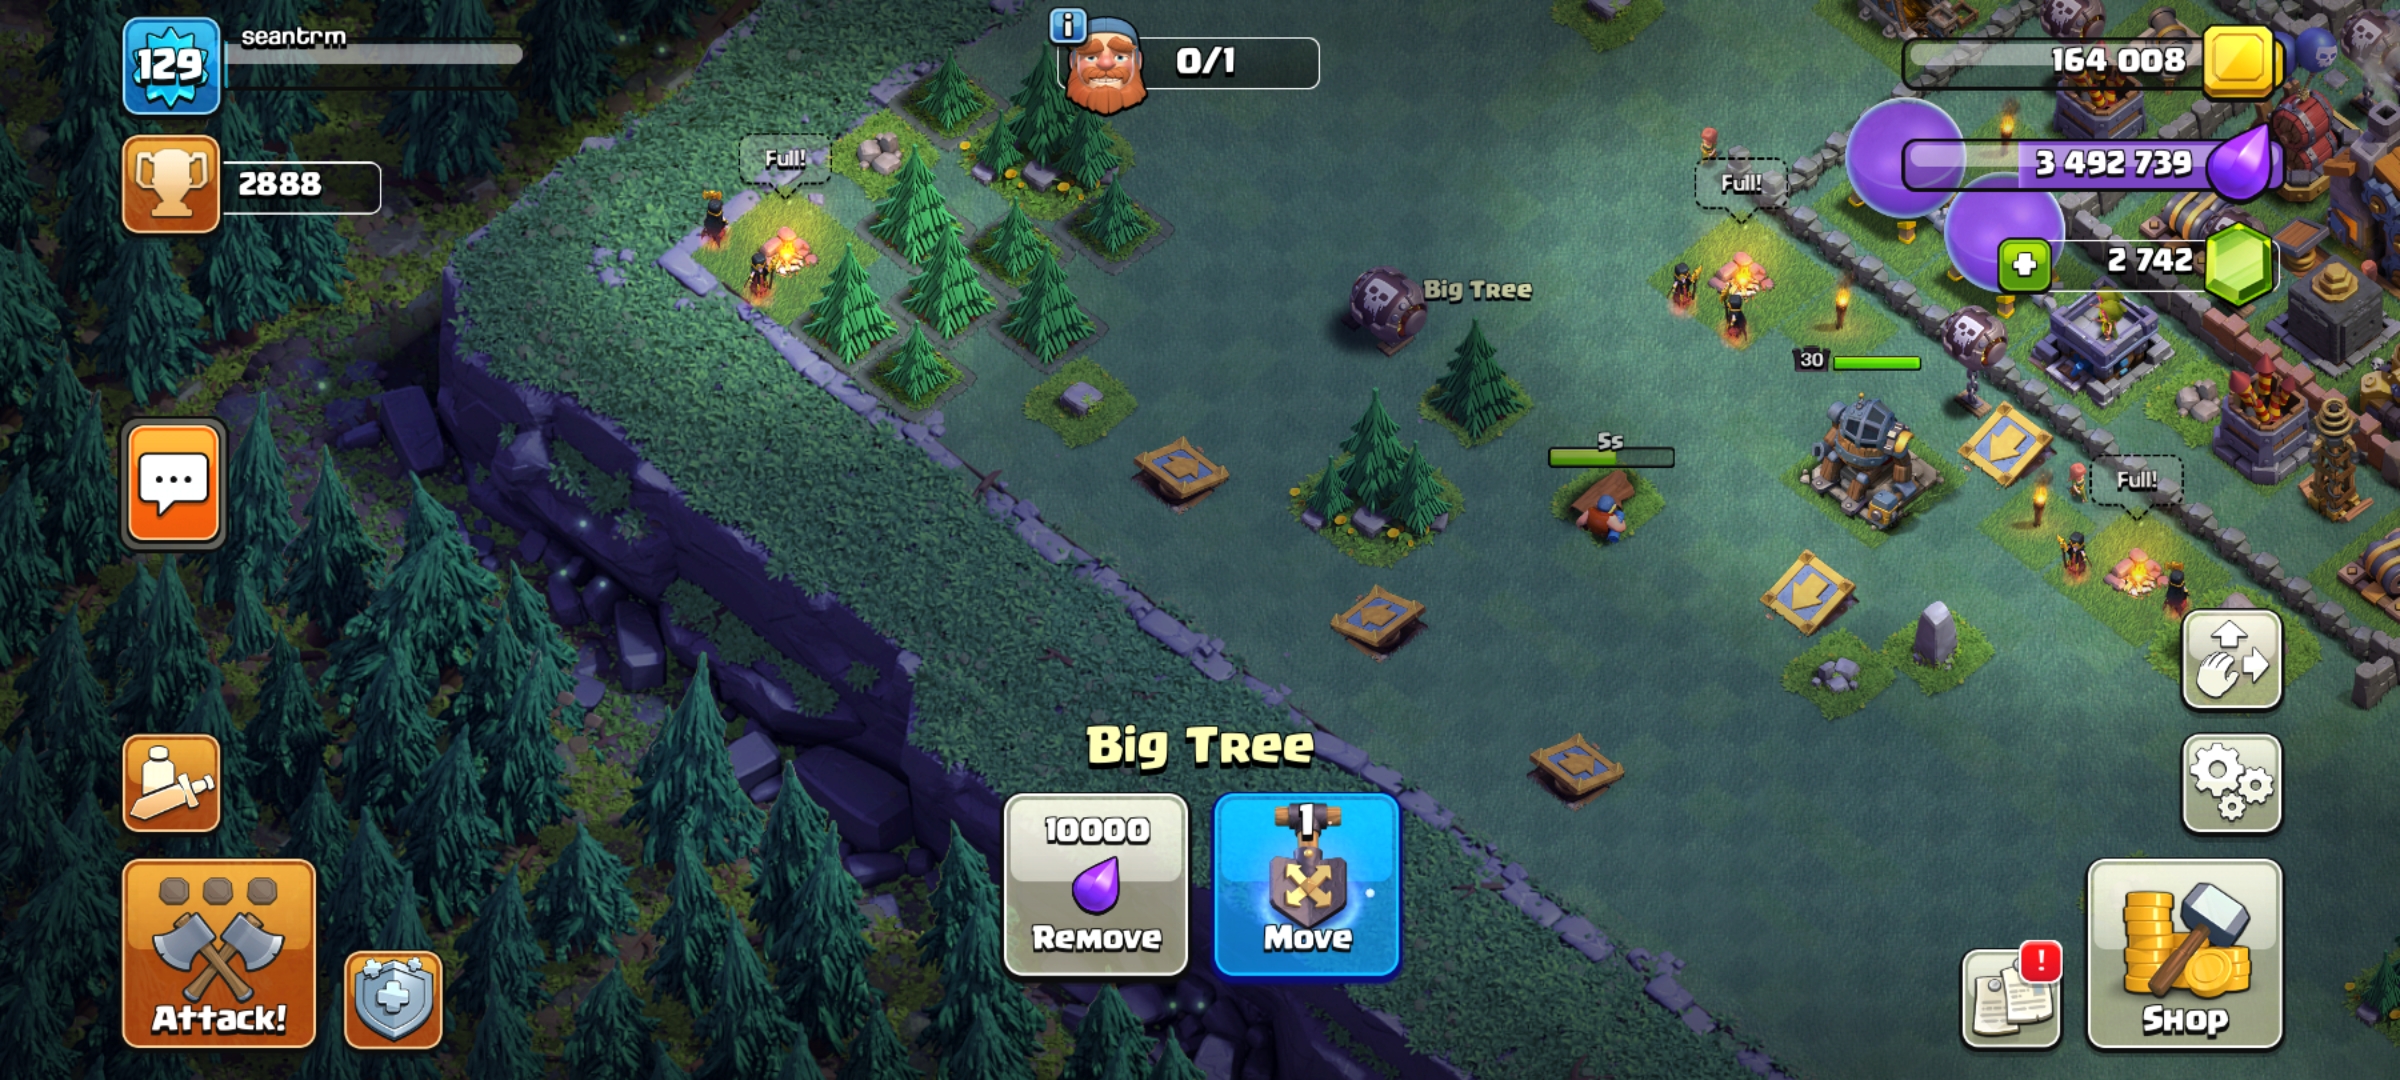 129
seantrm
i
0/1
164 008
2888
Full!
Full!
3 492 739
2 742
Big Tree
30
5s
Full!
Big Tree
10000
Remove
1
Move
Attack!
!
Shop